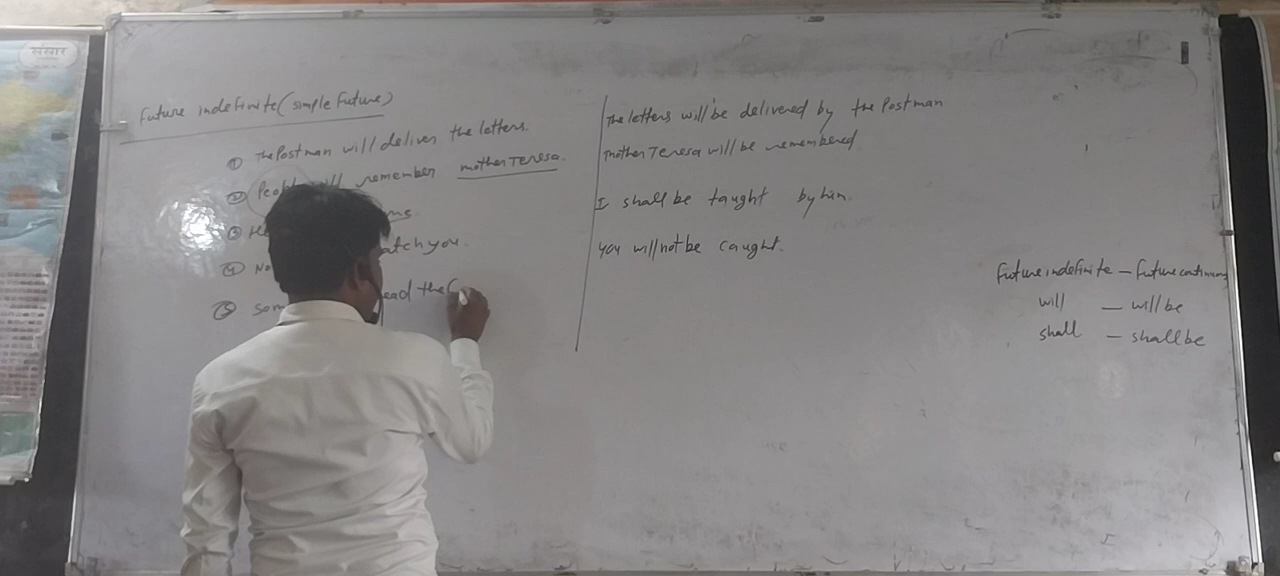 संसार
Future indefinite (simple future)
① The Postman will deliver the letters.
② People will remember mother Teresa.
③ He me.
④ No catch you.
⑤ Som read the
The letters will be delivered by the Postman
mother Teresa will be remembered.
I shall be taught by him.
you will not be caught.
Future indefinite – future continuous
will – will be
shall – shall be